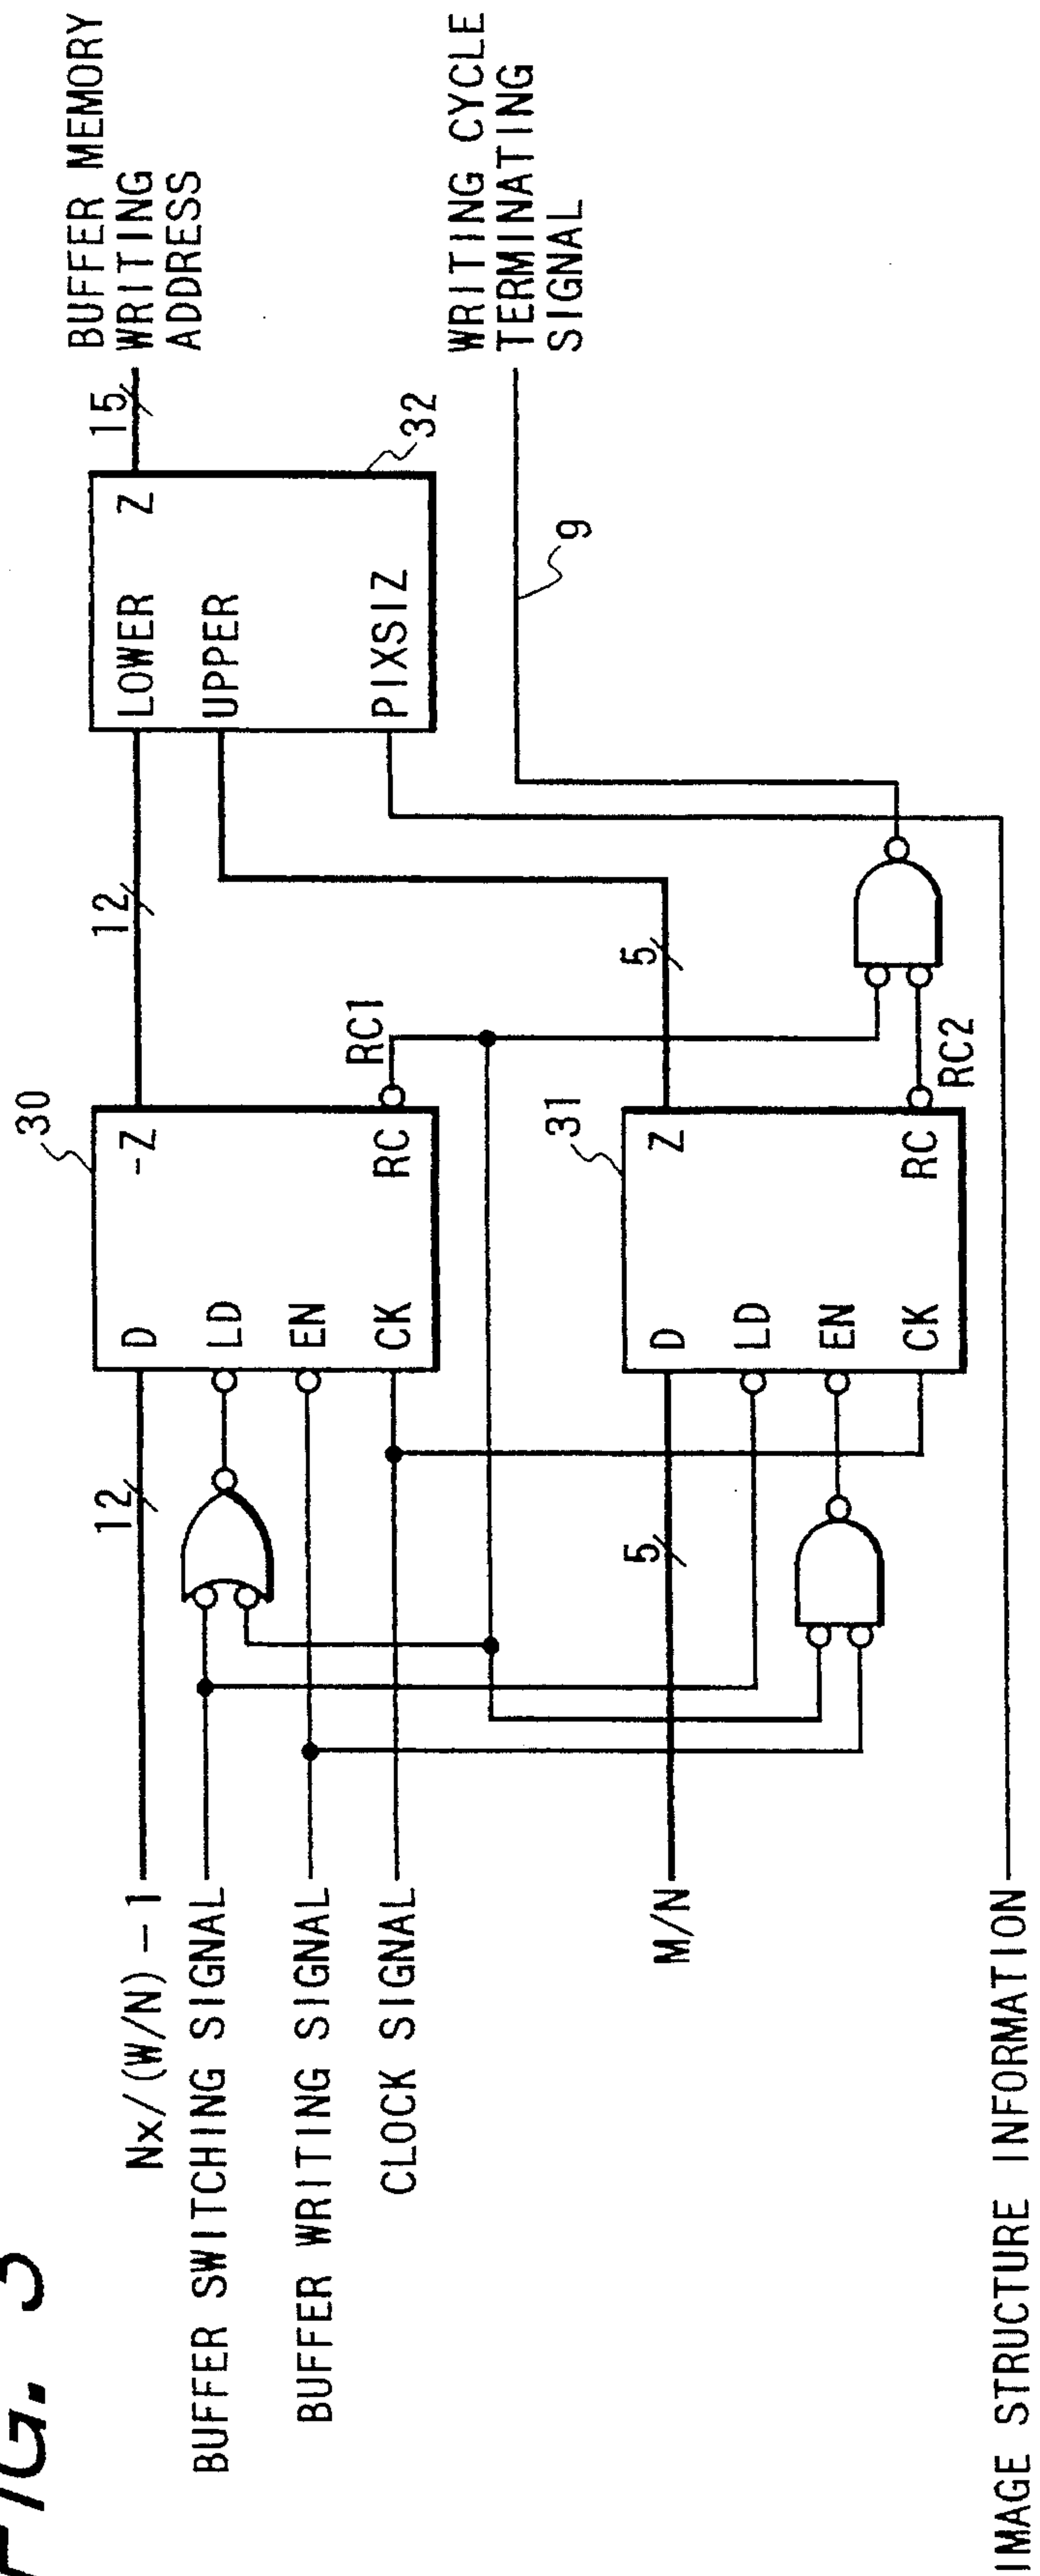 FIG. 3
Nx/(W/N) - 1
BUFFER SWITCHING SIGNAL
BUFFER WRITING SIGNAL
CLOCK SIGNAL
M/N
IMAGE STRUCTURE INFORMATION
12
5
30
D
LD
EN
CK
-Z
RC
RC1
31
D
LD
EN
CK
Z
RC
RC2
12
5
LOWER
UPPER
PIXSIZ
Z
32
15
9
BUFFER MEMORY
WRITING
ADDRESS
WRITING CYCLE
TERMINATING
SIGNAL